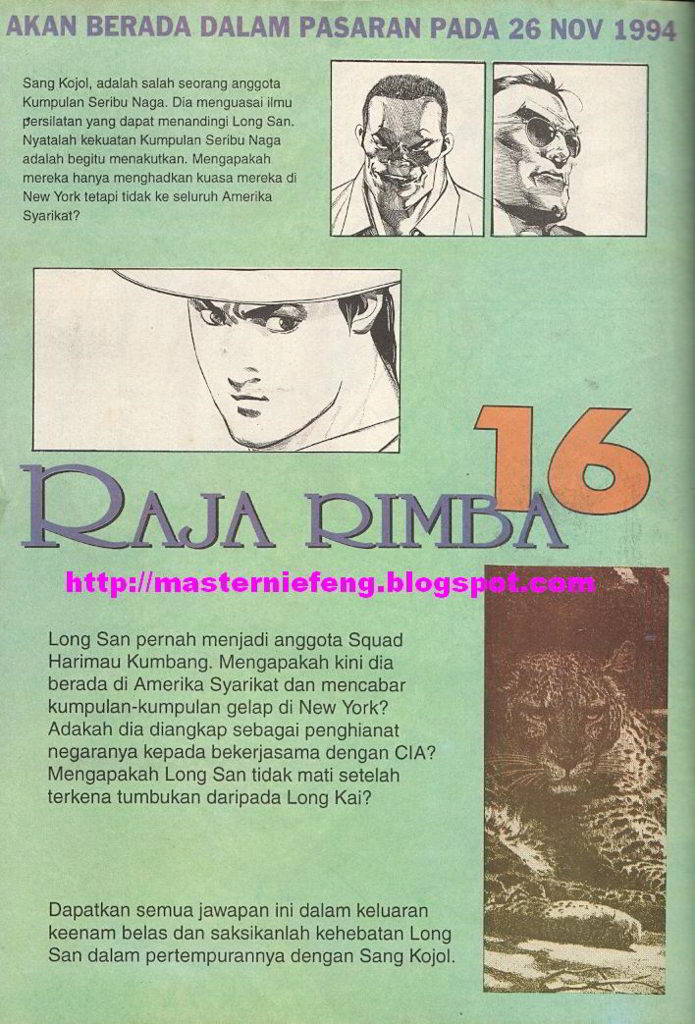 AKAN BERADA DALAM PASARAN PADA 26 NOV 1994
Sang Kojol, adalah salah seorang anggota
Kumpulan Seribu Naga. Dia menguasai ilmu
persilatan yang dapat menandingi Long San.
Nyatalah kekuatan Kumpulan Seribu Naga
adalah begitu menakutkan. Mengapakah
mereka hanya menghadkan kuasa mereka di
New York tetapi tidak ke seluruh Amerika
Syarikat?
16
RAJA RIMBA
http://masterniefeng.blogspot.com
Long San pernah menjadi anggota Squad
Harimau Kumbang. Mengapakah kini dia
berada di Amerika Syarikat dan mencabar
kumpulan-kumpulan gelap di New York?
Adakah dia diangkap sebagai penghianat
negaranya kepada bekerjasama dengan CIA?
Mengapakah Long San tidak mati setelah
terkena tumbukan daripada Long Kai?
Dapatkan semua jawapan ini dalam keluaran
keenam belas dan saksikanlah kehebatan Long
San dalam pertempurannya dengan Sang Kojol.